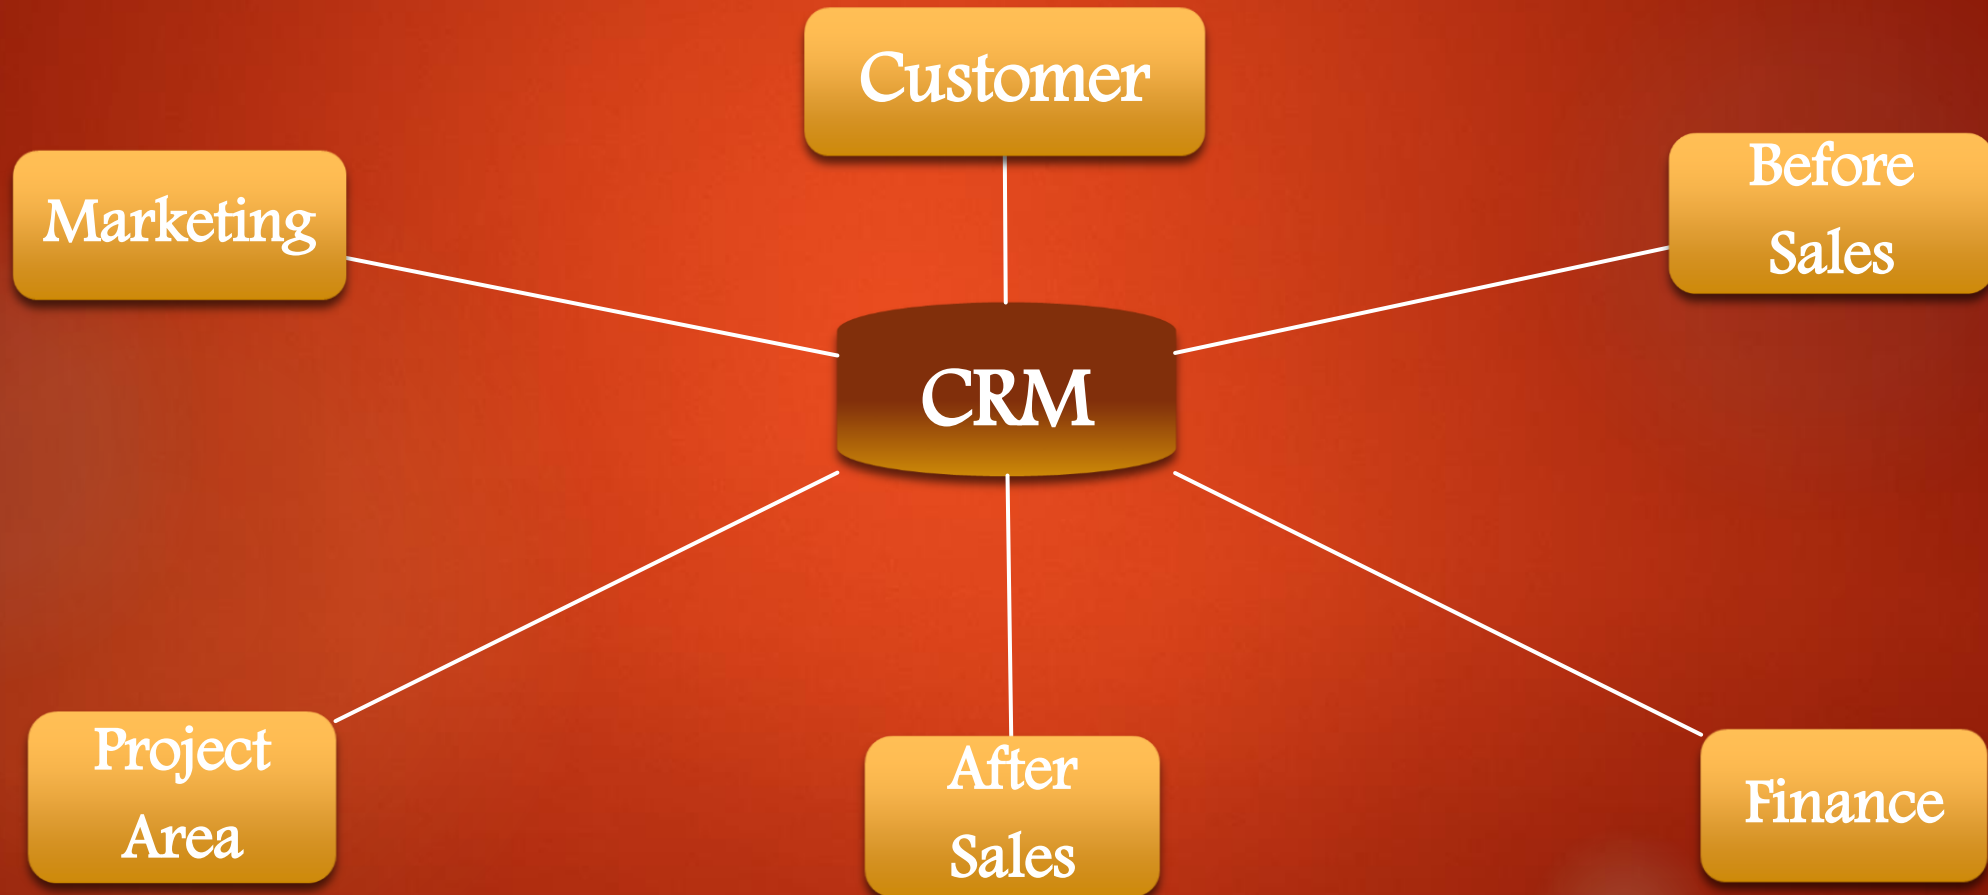 Customer
Marketing
Before
Sales
CRM
Project
Area
After
Sales
Finance